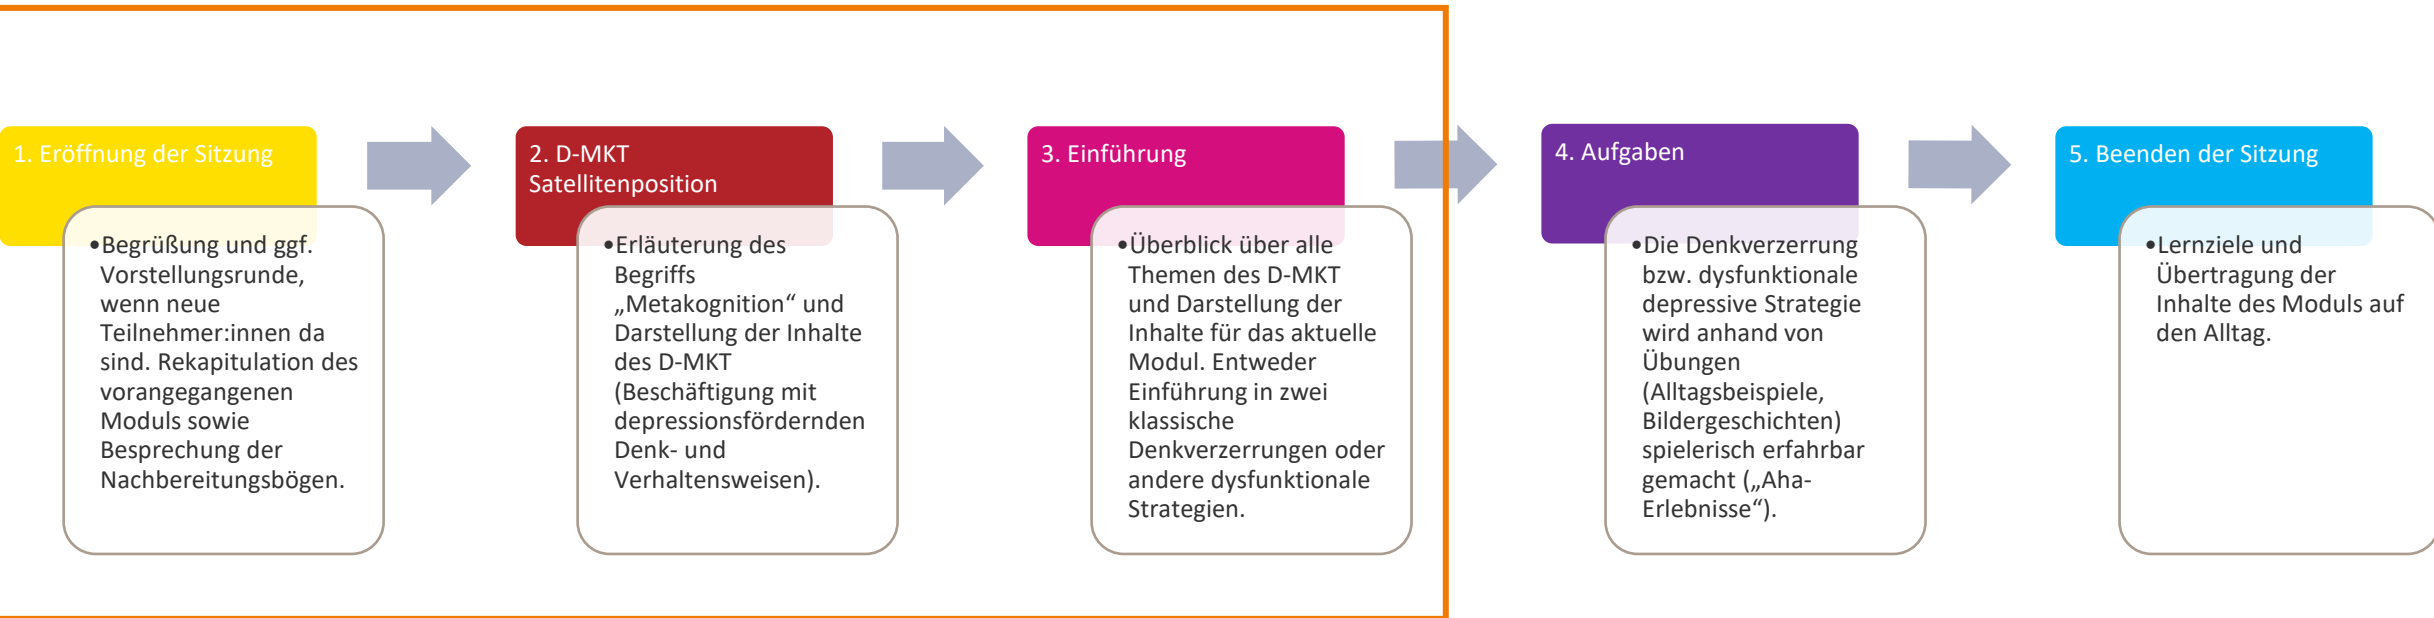 1. Eröffnung der Sitzung
•Begrüßung und ggf.
Vorstellungsrunde,
wenn neue
Teilnehmer:innen da
sind. Rekapitulation des
vorangegangenen
Moduls sowie
Besprechung der
Nachbereitungsbögen.
2. D-MKT
Satellitenposition
•Erläuterung des
Begriffs
„Metakognition“ und
Darstellung der Inhalte
des D-MKT
(Beschäftigung mit
depressionsfördernden
Denk- und
Verhaltensweisen).
3. Einführung
•Überblick über alle
Themen des D-MKT
und Darstellung der
Inhalte für das aktuelle
Modul. Entweder
Einführung in zwei
klassische
Denkverzerrungen oder
andere dysfunktionale
Strategien.
4. Aufgaben
•Die Denkverzerrung
bzw. dysfunktionale
depressive Strategie
wird anhand von
Übungen
(Alltagsbeispiele,
Bildergeschichten)
spielerisch erfahrbar
gemacht („Aha-
Erlebnisse“).
5. Beenden der Sitzung
•Lernziele und
Übertragung der
Inhalte des Moduls auf
den Alltag.